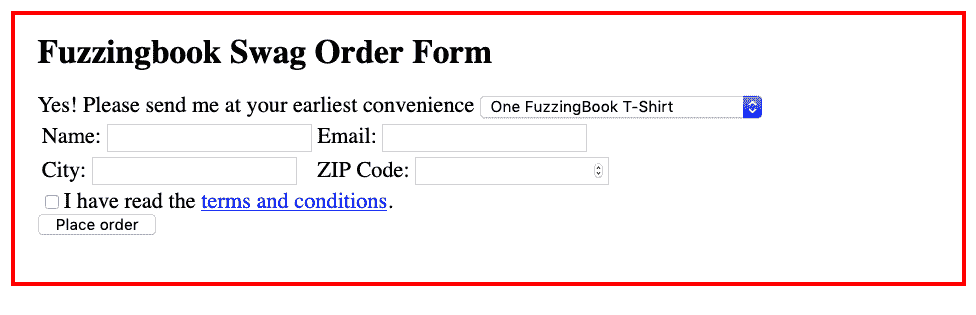 Fuzzingbook Swag Order Form
Yes! Please send me at your earliest convenience One FuzzingBook T-Shirt
Name: Email:
City: ZIP Code:
I have read the terms and conditions.
Place order